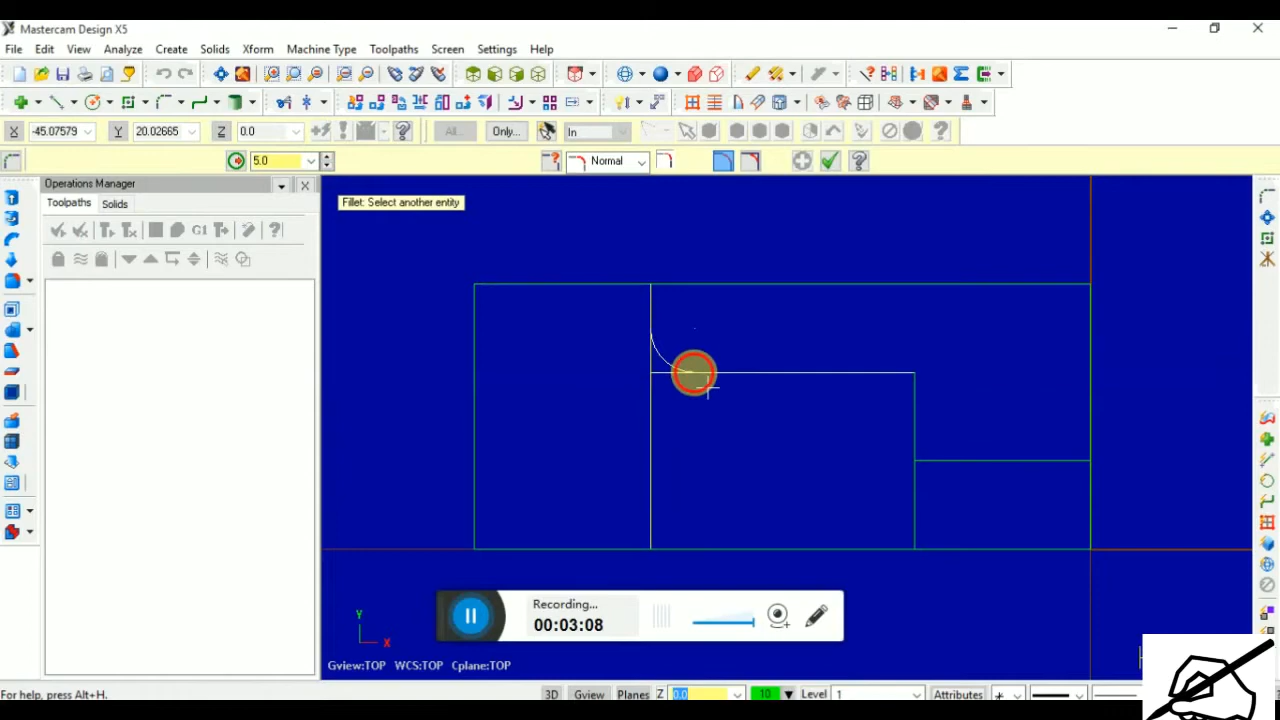 Mastercam Design X5
File Edit View Analyze Create Solids Xform Machine Type Toolpaths Screen Settings Help
X -45.07579 Y 20.02665 Z 0.0 All... Only... In
5.0 Normal
Operations Manager
Toolpaths Solids
G1
Fillet: Select another entity
Recording...
00:03:08
Y
X
Gview:TOP WCS:TOP Cplane:TOP
For help, press Alt+H. 3D Gview Planes Z 0.0 10 Level 1 Attributes